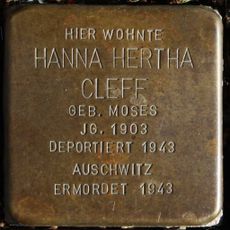 HIER WOHNTE
HANNA HERTHA
CLEFF
GEB. MOSES
JG. 1903
DEPORTIERT 1943
AUSCHWITZ
ERMORDET 1943